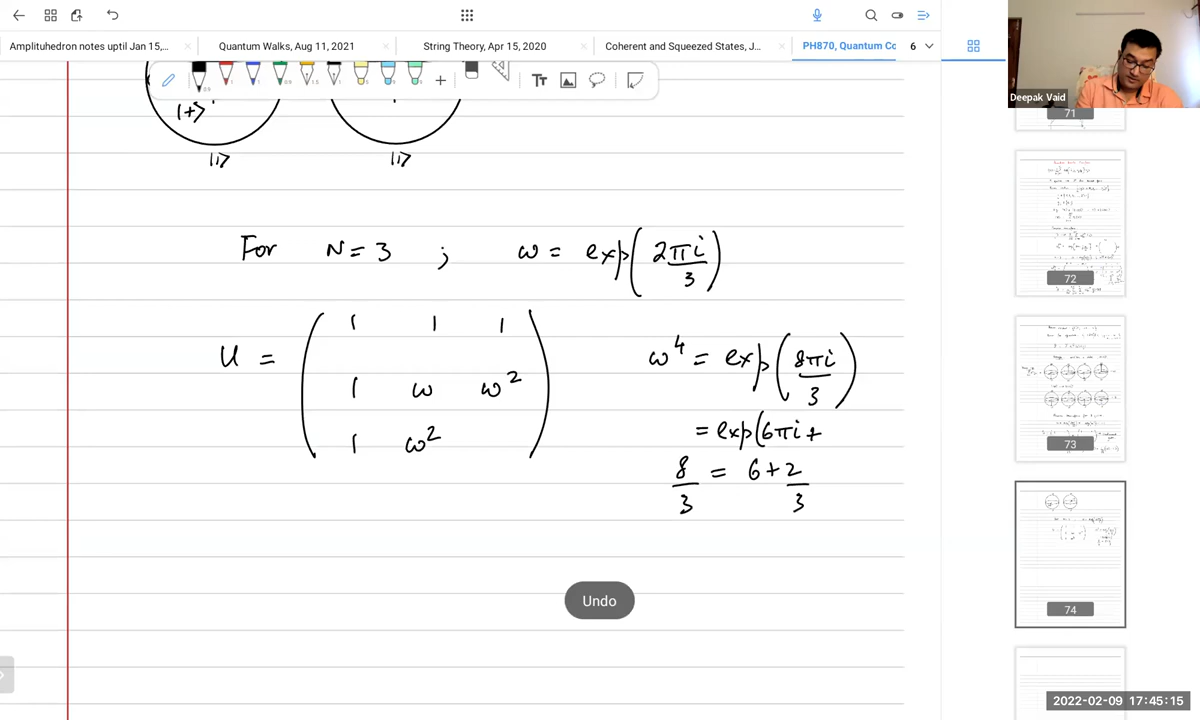 Amplituhedron notes uptil Jan 15,...
Quantum Walks, Aug 11, 2021
String Theory, Apr 15, 2020
Coherent and Squeezed States, J...
PH870, Quantum Co
6
Deepak Vaid
Tt
|+>
|1>
|1>
For N = 3 ; ω = exp(2πi/3)
U = ( 1 1 1
1 ω ω²
1 ω² )
ω⁴ = exp(8πi/3)
= exp(6πi +
8/3 = 6 + 2/3
Undo
71
72
73
74
2022-02-09 17:45:15